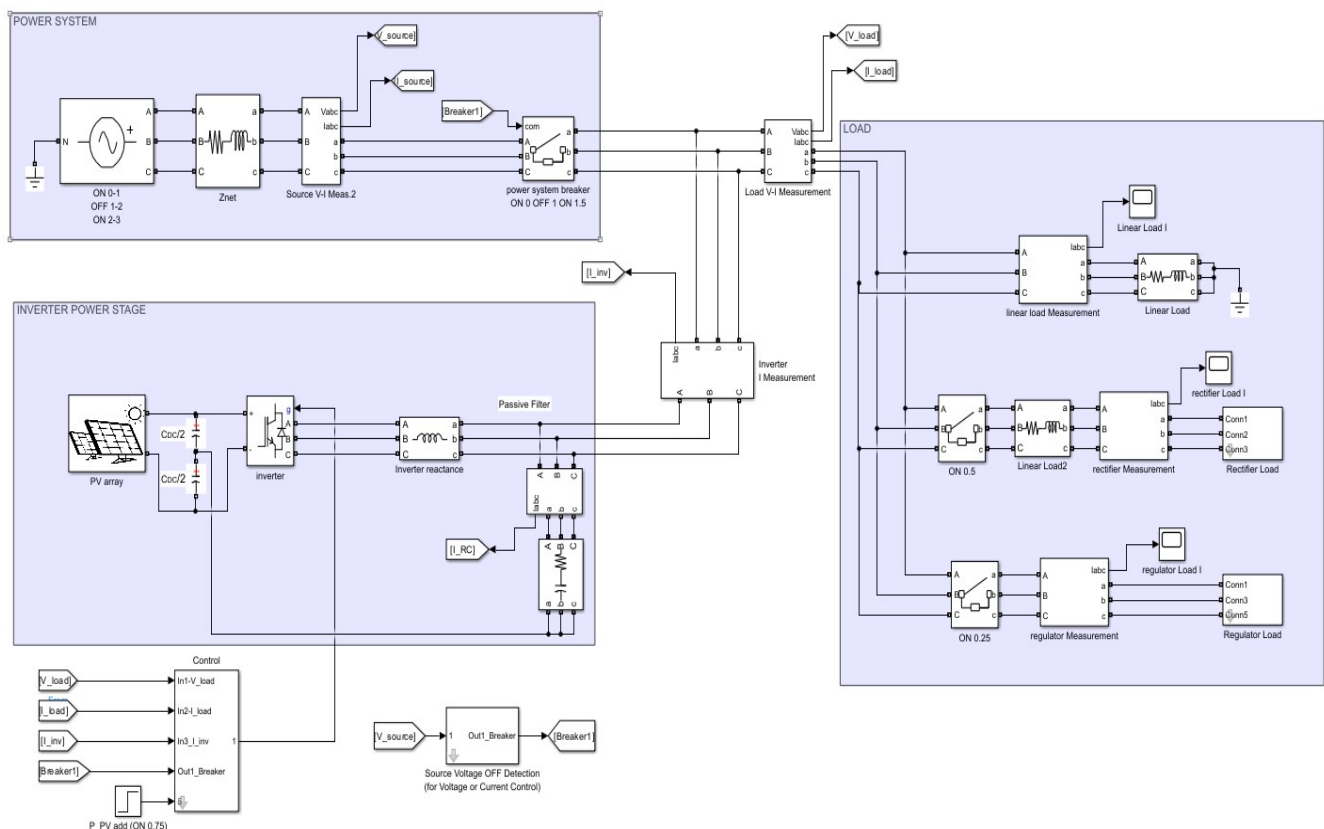 POWER SYSTEM
V_source]
I_source]
[Breaker1]
N
A
B
C
A
B
C
a
b
c
A
B
C
Vabc
Iabc
a
b
c
com
A
B
C
a
b
c
ON 0-1
OFF 1-2
ON 2-3
Znet
Source V-I Meas.2
power system breaker
ON 0 OFF 1 ON 1.5
[V_load]
[I_load]
A
B
C
Vabc
Iabc
a
b
c
Load V-I Measurement
LOAD
Linear Load I
A
B
C
Iabc
a
b
c
A
B
C
a
b
c
linear load Measurement
Linear Load
rectifier Load I
A
B
C
a
b
c
A
B
C
a
b
c
A
B
C
Iabc
a
b
c
Conn1
Conn2
Conn3
ON 0.5
Linear Load2
rectifier Measurement
Rectifier Load
regulator Load I
A
B
C
a
b
c
A
B
C
Iabc
a
b
c
Conn1
Conn3
Conn5
ON 0.25
regulator Measurement
Regulator Load
[I_inv]
Iabc
a
b
c
A
B
C
Inverter
I Measurement
INVERTER POWER STAGE
Passive Filter
CDC/2
CDC/2
PV array
+
-
g
A
B
C
inverter
A
B
C
a
b
c
Inverter reactance
A
B
C
Iabc
a
b
c
[I_RC]
A
B
C
a
b
c
Control
[V_load]
[I_load]
[I_inv]
[Breaker1]
In1-V_load
In2-I_load
In3_I_inv
Out1_Breaker
1
P_PV add (ON 0.75)
[V_source]
1
Out1_Breaker
[Breaker1]
Source Voltage OFF Detection
(for Voltage or Current Control)